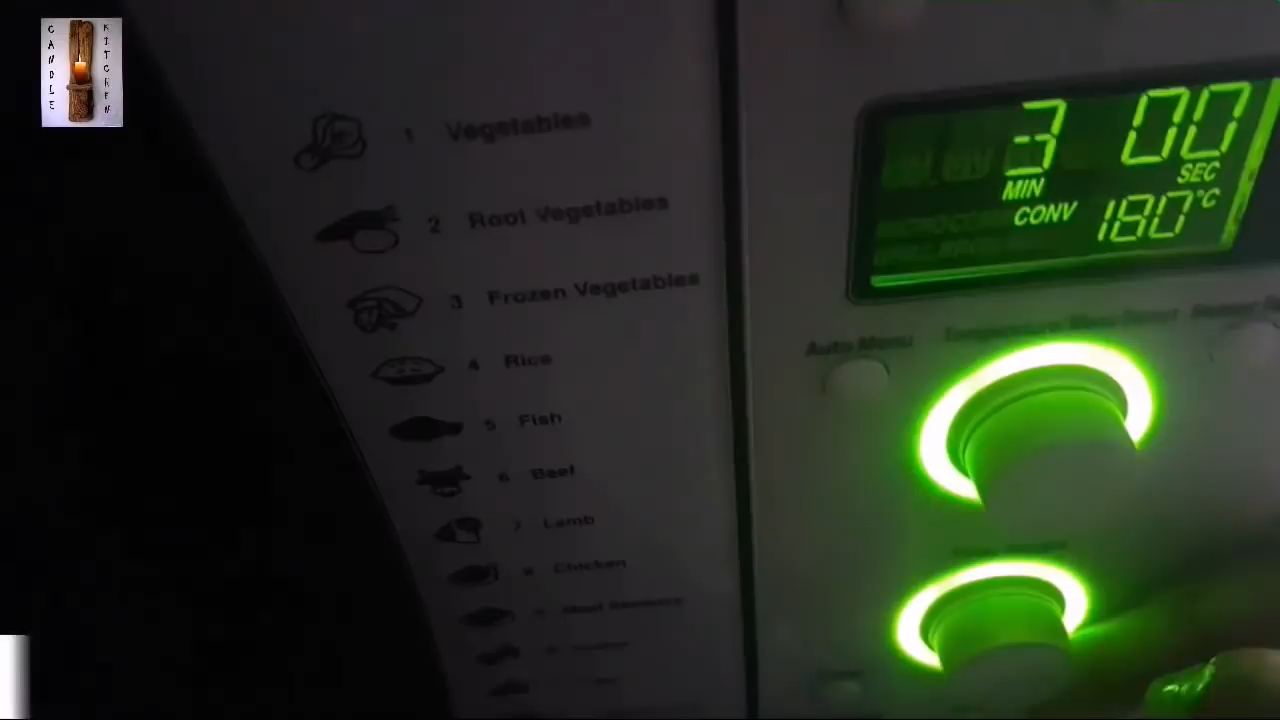 CANDLE
KITCHEN
1 Vegetables
2 Root Vegetables
3 Frozen Vegetables
4 Rice
5 Fish
6 Beef
7 Lamb
8 Chicken
3 00
MIN SEC
CONV 180°C
Auto Menu